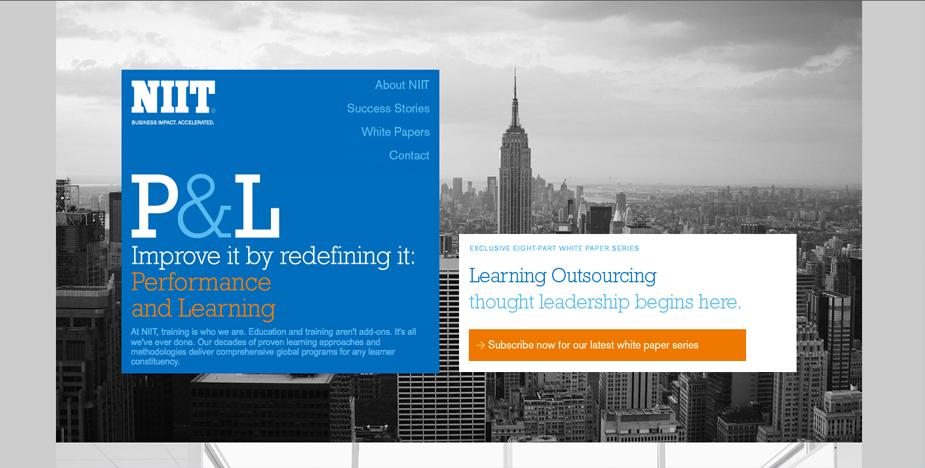 NIIT®
BUSINESS IMPACT. ACCELERATED.
About NIIT
Success Stories
White Papers
Contact
P&L
Improve it by redefining it:
Performance
and Learning
At NIIT, training is who we are. Education and training aren't add-ons. It's all
we've ever done. Our decades of proven learning approaches and
methodologies deliver comprehensive global programs for any learner
constituency.
EXCLUSIVE EIGHT-PART WHITE PAPER SERIES
Learning Outsourcing
thought leadership begins here.
→ Subscribe now for our latest white paper series